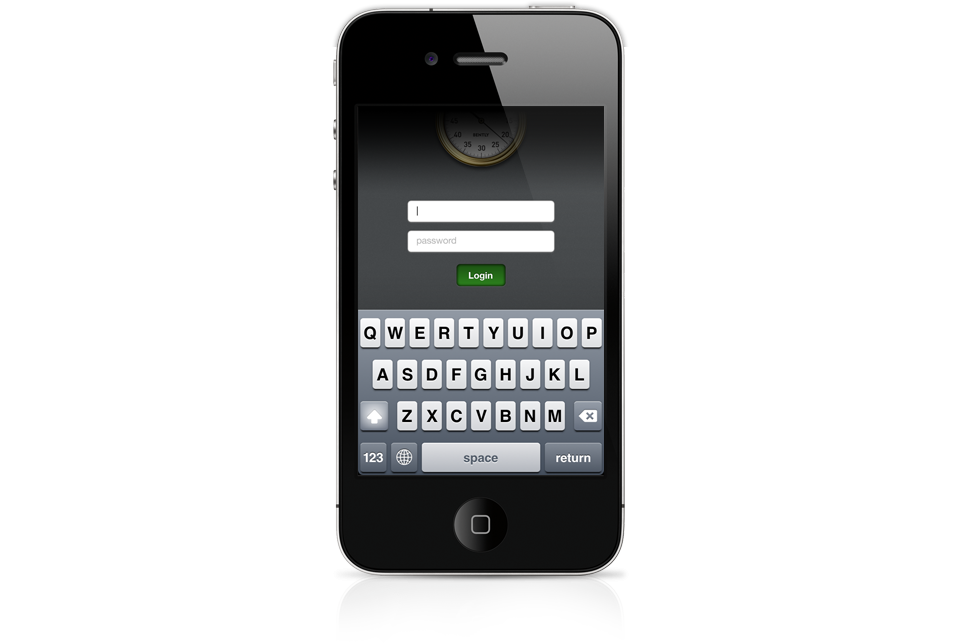 40 20
35 30 25
password
Login
Q W E R T Y U I O P
A S D F G H J K L
Z X C V B N M
123 space return